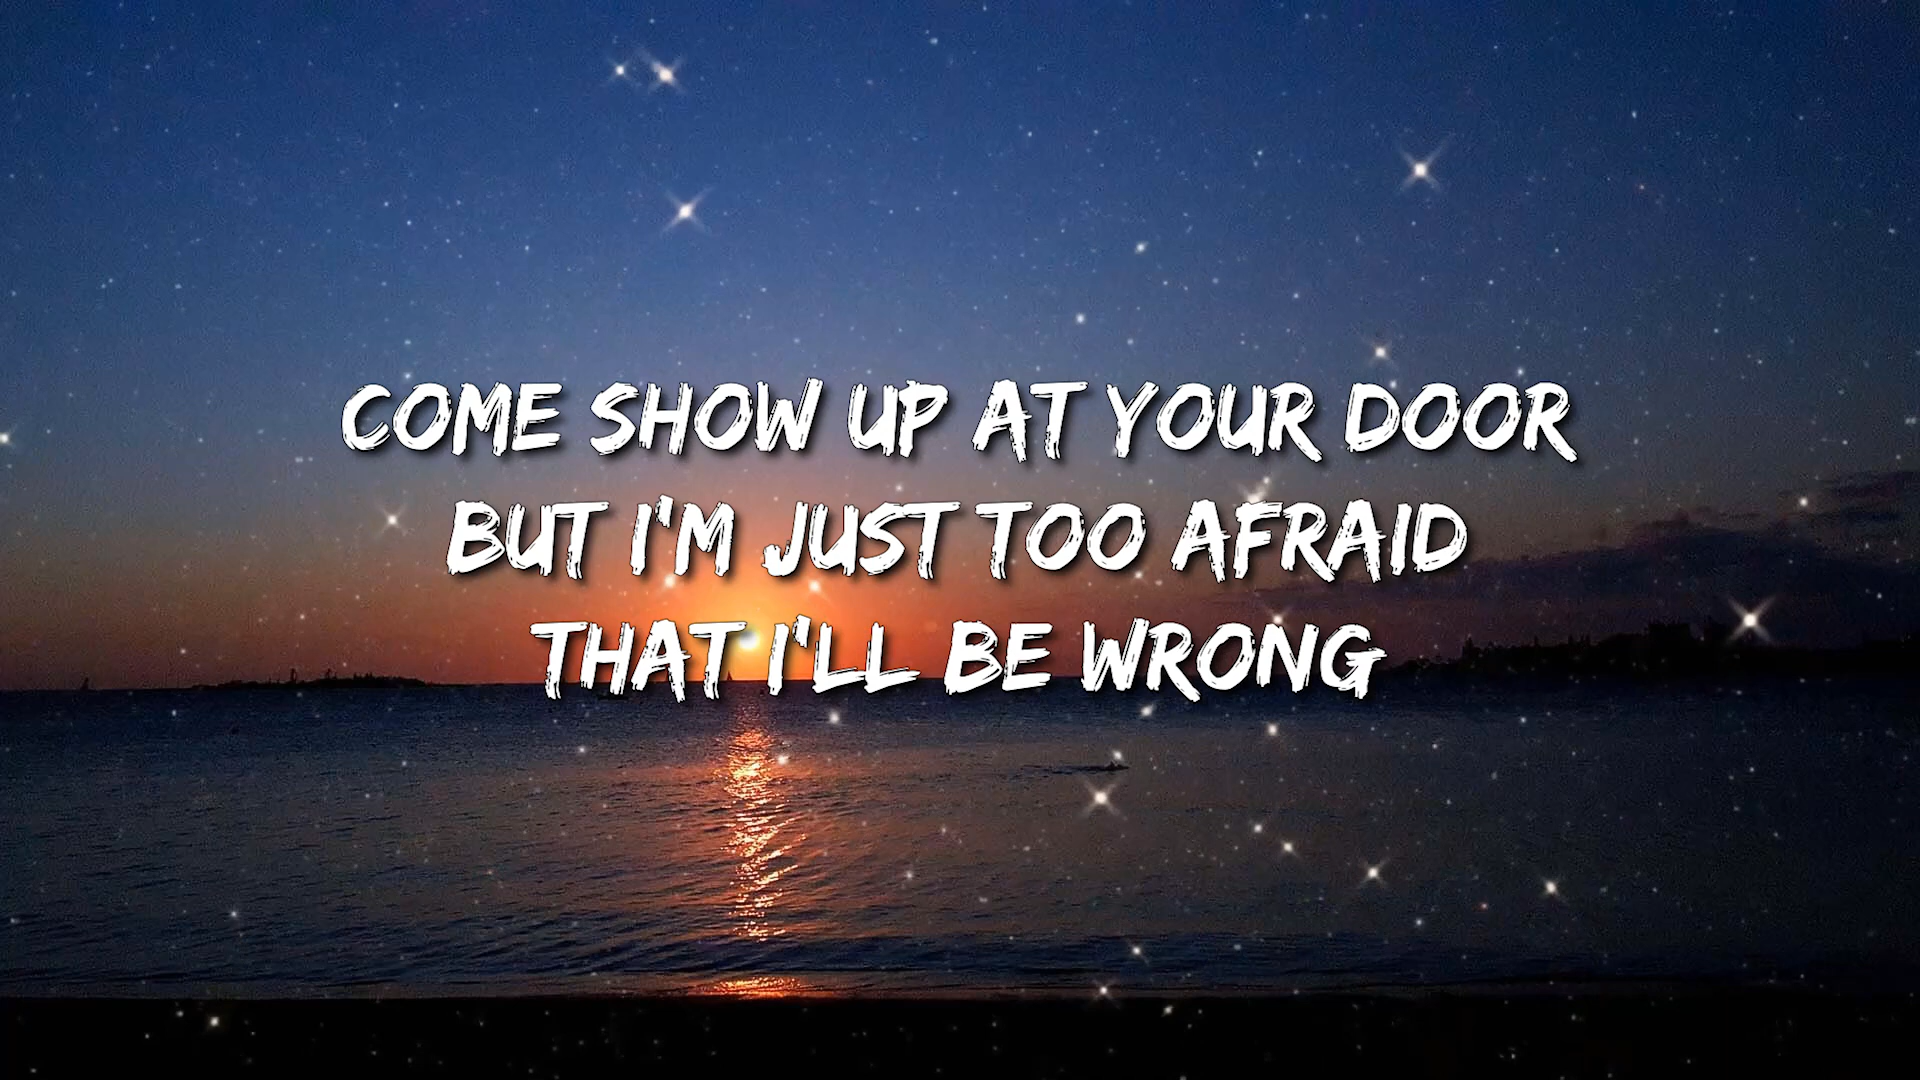 COME SHOW UP AT YOUR DOOR
BUT I'M JUST TOO AFRAID
THAT I'LL BE WRONG